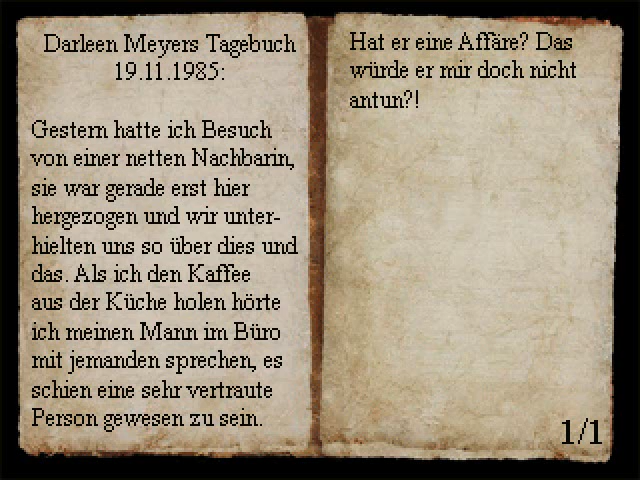 Darleen Meyers Tagebuch
19.11.1985:
Gestern hatte ich Besuch
von einer netten Nachbarin,
sie war gerade erst hier
hergezogen und wir unter-
hielten uns so über dies und
das. Als ich den Kaffee
aus der Küche holen hörte
ich meinen Mann im Büro
mit jemanden sprechen, es
schien eine sehr vertraute
Person gewesen zu sein.
Hat er eine Affäre? Das
würde er mir doch nicht
antun?!
1/1